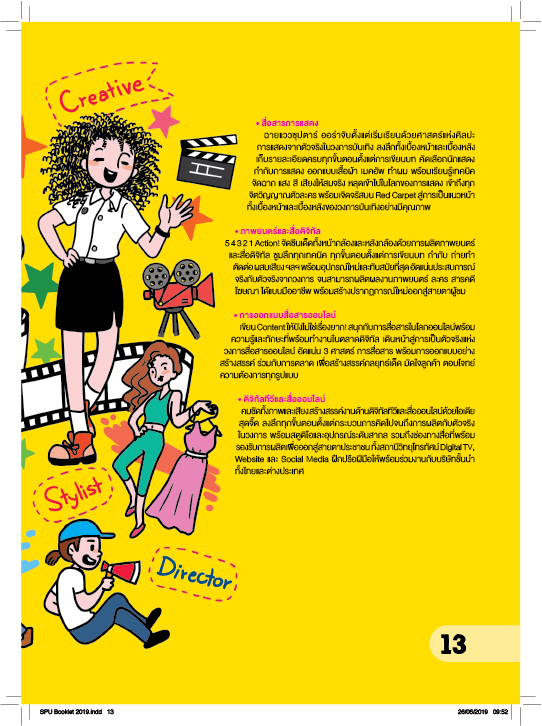 Creative
• สื่อสารการแสดง
ฉายแววซุปตาร์ ออร่าจับตั้งแต่เริ่มเรียนด้วยศาสตร์แห่งศิลปะ
การแสดงจากตัวจริงในวงการบันเทิง ลงลึกทั้งเบื้องหน้าและเบื้องหลัง
เก็บรายละเอียดครบทุกขั้นตอนตั้งแต่การเขียนบท คัดเลือกนักแสดง
กำกับการแสดง ออกแบบเสื้อผ้า เมคอัพ ทำผม พร้อมเรียนรู้เทคนิค
จัดฉาก แสง สี เสียงให้สมจริง หลุดเข้าไปในโลกของการแสดง เข้าถึงทุก
จิตวิญญาณตัวละคร พร้อมเจิดจรัสบน Red Carpet สู่การเป็นแนวหน้า
ทั้งเบื้องหน้าและเบื้องหลังของวงการบันเทิงอย่างมีคุณภาพ
• ภาพยนตร์และสื่อดิจิทัล
5 4 3 2 1 Action! จัดซีนเด็ดทั้งหน้ากล้องและหลังกล้องด้วยการผลิตภาพยนตร์
และสื่อดิจิทัล ซูมลึกทุกเทคนิค ทุกขั้นตอนตั้งแต่การเขียนบท กำกับ ถ่ายทำ
ตัดต่อ ผสมเสียง ฯลฯ พร้อมอุปกรณ์ใหม่และทันสมัยที่สุด อัดแน่นประสบการณ์
จริงกับตัวจริงจากวงการ จนสามารถผลิตผลงานภาพยนตร์ ละคร สารคดี
โฆษณา ได้แบบมืออาชีพ พร้อมสร้างปรากฏการณ์ใหม่ออกสู่สายตาผู้ชม
• การออกแบบสื่อสารออนไลน์
เขียน Content ให้ปังไม่ใช่เรื่องยาก! สนุกกับการสื่อสารในโลกออนไลน์พร้อม
ความรู้และทักษะที่พร้อมทำงานในตลาดดิจิทัล เดินหน้าสู่การเป็นตัวจริงแห่ง
วงการสื่อสารออนไลน์ อัดแน่น 3 ศาสตร์ การสื่อสาร พร้อมการออกแบบอย่าง
สร้างสรรค์ ร่วมกับการตลาด เพื่อสร้างสรรค์กลยุทธ์เด็ด มัดใจลูกค้า ตอบโจทย์
ความต้องการทุกรูปแบบ
• ดิจิทัลทีวีและสื่อออนไลน์
คมชัดทั้งภาพและเสียงสร้างสรรค์งานด้านดิจิทัลทีวีและสื่อออนไลน์ด้วยไอเดีย
สุดจี๊ด ลงลึกทุกขั้นตอนตั้งแต่กระบวนการคิดไปจนถึงการผลิตกับตัวจริง
ในวงการ พร้อมสตูดิโอและอุปกรณ์ระดับสากล รวมถึงช่องทางสื่อที่พร้อม
รองรับการผลิตเพื่อออกสู่สายตาประชาชน ทั้งสถานีวิทยุโทรทัศน์ Digital TV,
Website และ Social Media ฝึกปรือฝีมือให้พร้อมร่วมงานกับบริษัทชั้นนำ
ทั้งไทยและต่างประเทศ
Stylist
Director
13
SPU Booklet 2019.indd 13
26/06/2019 09:52